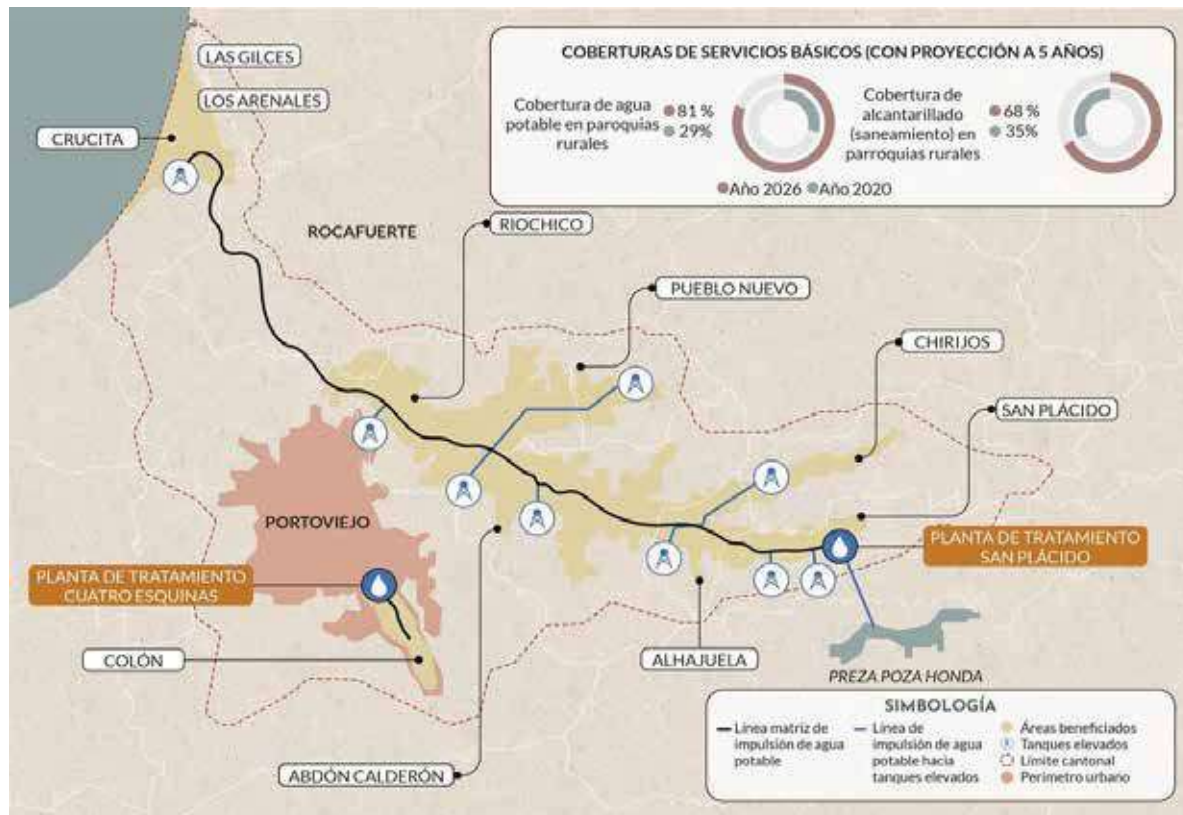 LAS GILCES
LOS ARENALES
CRUCITA
COBERTURAS DE SERVICIOS BÁSICOS (CON PROYECCIÓN A 5 AÑOS)
Cobertura de agua
potable en paroquias
rurales
81 %
29%
Cobertura de
alcantarillado
(saneamiento) en
parroquias rurales
68 %
35%
Año 2026 Año 2020
ROCAFUERTE
RIOCHICO
PUEBLO NUEVO
CHIRIJOS
SAN PLÁCIDO
PORTOVIEJO
PLANTA DE TRATAMIENTO
SAN PLÁCIDO
PLANTA DE TRATAMIENTO
CUATRO ESQUINAS
COLÓN
ALHAJUELA
PREZA POZA HONDA
ABDÓN CALDERÓN
SIMBOLOGÍA
Línea matriz de
impulsión de agua
potable
Línea de
impulsión de agua
potable hacia
tanques elevados
Áreas beneficiados
Tanques elevados
Límite cantonal
Perímetro urbano